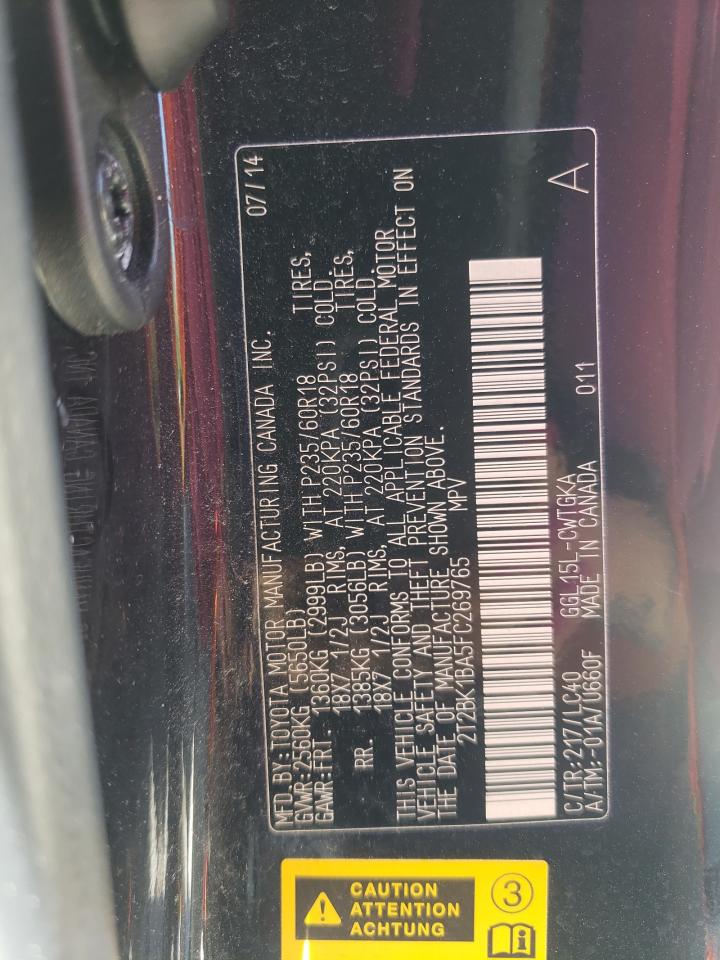 MFD.BY:TOYOTA MOTOR MANUFACTURING CANADA INC. 07/14
GVWR:2560KG (5650LB)
GAWR:FRT. 1360KG (2999LB) WITH P235/60R18 TIRES,
18X7 1/2J RIMS, AT 220KPA (32PSI) COLD.
RR. 1385KG (3056LB) WITH P235/60R18 TIRES,
18X7 1/2J RIMS, AT 220KPA (32PSI) COLD.
THIS VEHICLE CONFORMS TO ALL APPLICABLE FEDERAL MOTOR
VEHICLE SAFETY AND THEFT PREVENTION STANDARDS IN EFFECT ON
THE DATE OF MANUFACTURE SHOWN ABOVE.
2T2BK1BA5FC269765 MPV
C/TR:217/LC40 GGL15L-CWTGKA 011 A
A/TM:-01A/U660F MADE IN CANADA
CAUTION
ATTENTION
ACHTUNG
3